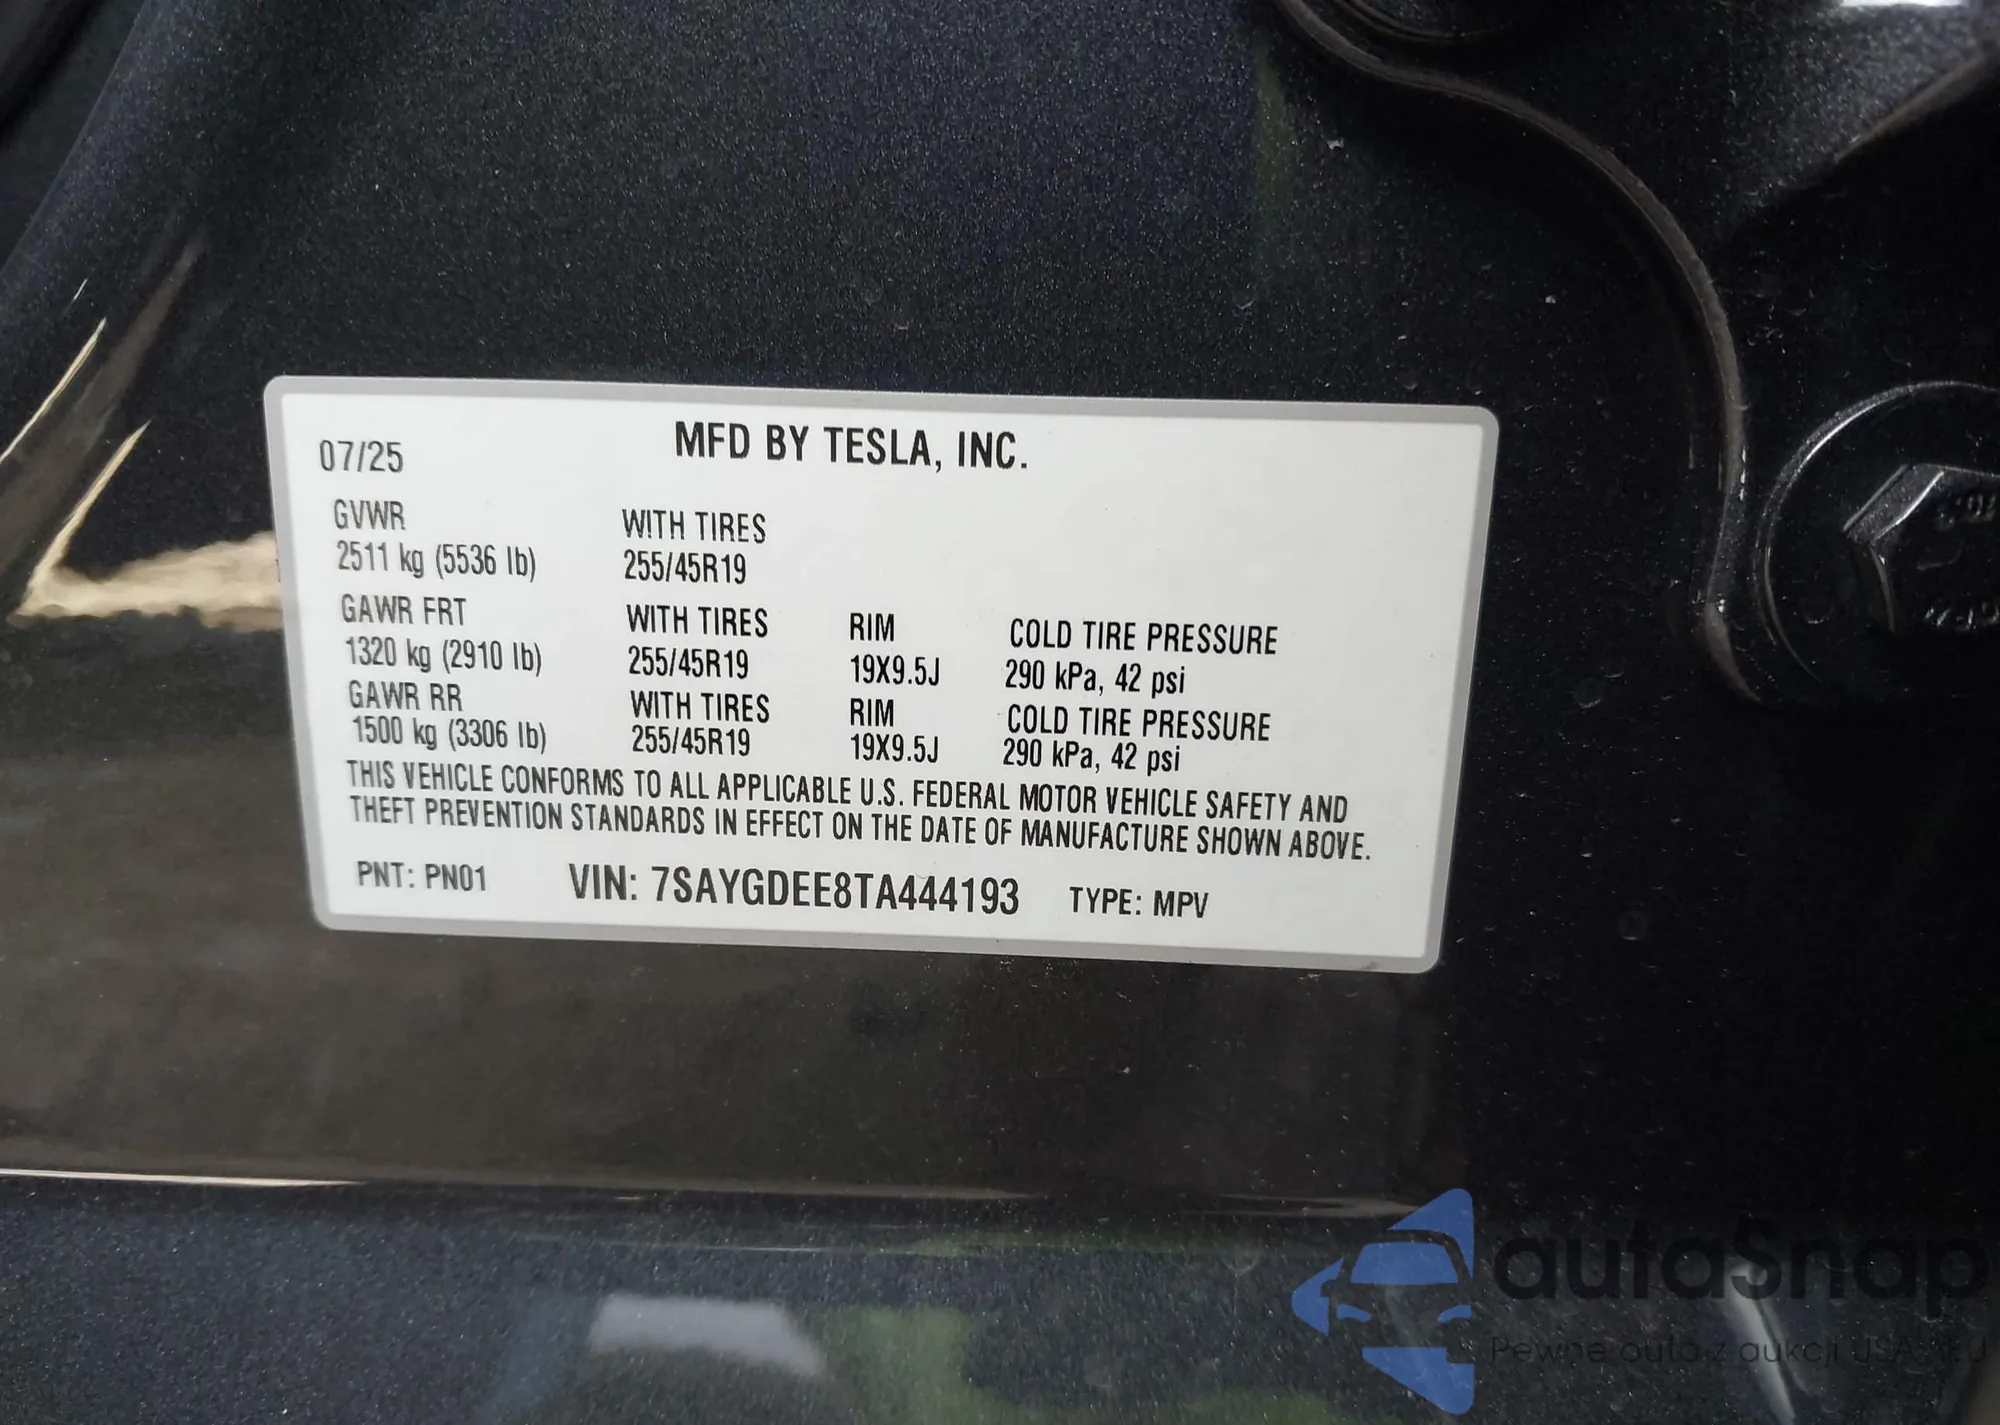 07/25 MFD BY TESLA, INC.
GVWR WITH TIRES
2511 kg (5536 lb) 255/45R19
GAWR FRT WITH TIRES RIM COLD TIRE PRESSURE
1320 kg (2910 lb) 255/45R19 19X9.5J 290 kPa, 42 psi
GAWR RR WITH TIRES RIM COLD TIRE PRESSURE
1500 kg (3306 lb) 255/45R19 19X9.5J 290 kPa, 42 psi
THIS VEHICLE CONFORMS TO ALL APPLICABLE U.S. FEDERAL MOTOR VEHICLE SAFETY AND
THEFT PREVENTION STANDARDS IN EFFECT ON THE DATE OF MANUFACTURE SHOWN ABOVE.
PNT: PN01 VIN: 7SAYGDEE8TA444193 TYPE: MPV
autaSnap
Pewne auta z aukcji USA